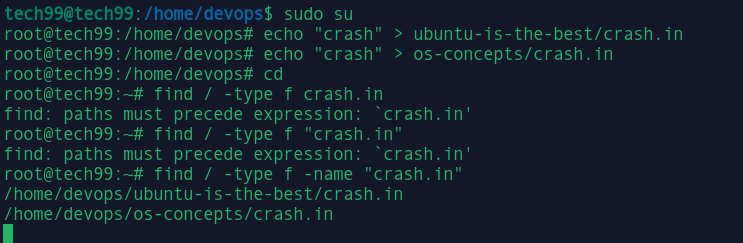 tech99@tech99:/home/devops$ sudo su
root@tech99:/home/devops# echo "crash" > ubuntu-is-the-best/crash.in
root@tech99:/home/devops# echo "crash" > os-concepts/crash.in
root@tech99:/home/devops# cd
root@tech99:~# find / -type f crash.in
find: paths must precede expression: `crash.in'
root@tech99:~# find / -type f "crash.in"
find: paths must precede expression: `crash.in'
root@tech99:~# find / -type f -name "crash.in"
/home/devops/ubuntu-is-the-best/crash.in
/home/devops/os-concepts/crash.in